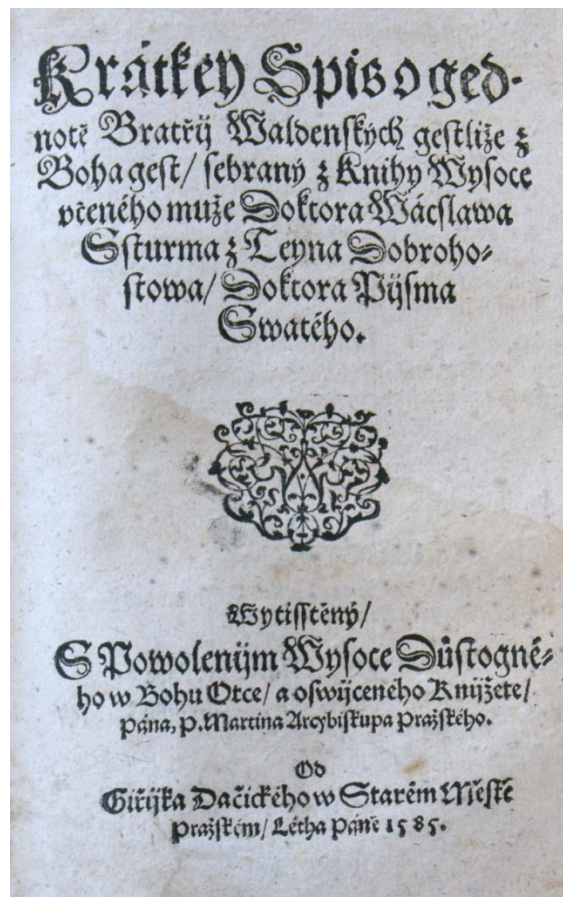 Krátkey Spis o ged-
notě Bratřij Waldenských gestliže z
Boha gest/ sebraný z Knihy Wysoce
včeného muže Doktora Wácslawa
Ssturma z Teyna Dobroho-
stowa/ Doktora Pijsma
Swatého.
Wytisstěný/
S Powolenijm Wysoce Důstogné-
ho w Bohu Otce/ a oswijceného Knijžete/
pána, p. Martina Arcybiskupa Pražského.
Od
Giřijka Dačického w Starém Městě
Pražském/ Létha Páně 1585.